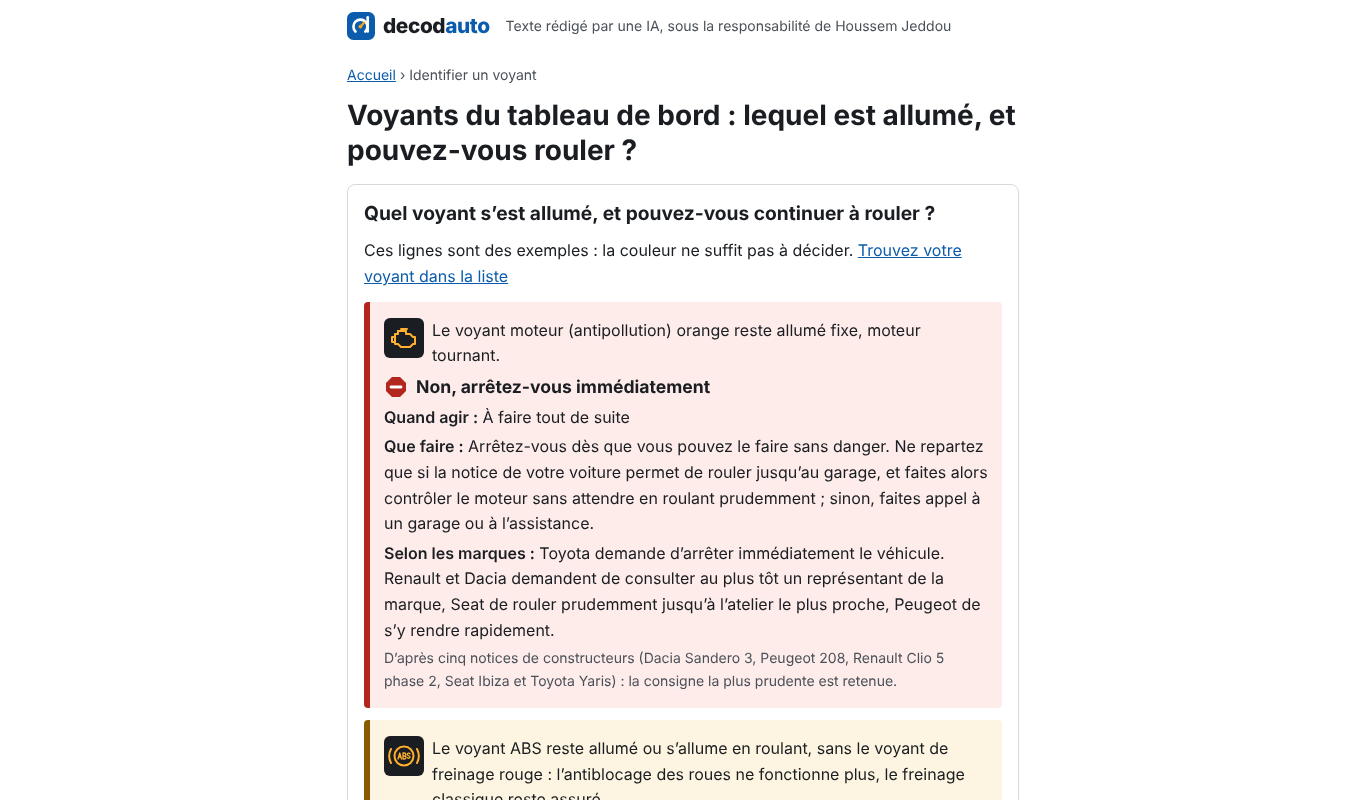 decodauto Texte rédigé par une IA, sous la responsabilité de Houssem Jeddou
Accueil › Identifier un voyant
Voyants du tableau de bord : lequel est allumé, et
pouvez-vous rouler ?
Quel voyant s’est allumé, et pouvez-vous continuer à rouler ?
Ces lignes sont des exemples : la couleur ne suffit pas à décider. Trouvez votre
voyant dans la liste
Le voyant moteur (antipollution) orange reste allumé fixe, moteur
tournant.
Non, arrêtez-vous immédiatement
Quand agir : À faire tout de suite
Que faire : Arrêtez-vous dès que vous pouvez le faire sans danger. Ne repartez
que si la notice de votre voiture permet de rouler jusqu’au garage, et faites alors
contrôler le moteur sans attendre en roulant prudemment ; sinon, faites appel à
un garage ou à l’assistance.
Selon les marques : Toyota demande d’arrêter immédiatement le véhicule.
Renault et Dacia demandent de consulter au plus tôt un représentant de la
marque, Seat de rouler prudemment jusqu’à l’atelier le plus proche, Peugeot de
s’y rendre rapidement.
D’après cinq notices de constructeurs (Dacia Sandero 3, Peugeot 208, Renault Clio 5
phase 2, Seat Ibiza et Toyota Yaris) : la consigne la plus prudente est retenue.
ABS
Le voyant ABS reste allumé ou s’allume en roulant, sans le voyant de
freinage rouge : l’antiblocage des roues ne fonctionne plus, le freinage
classique reste assuré.